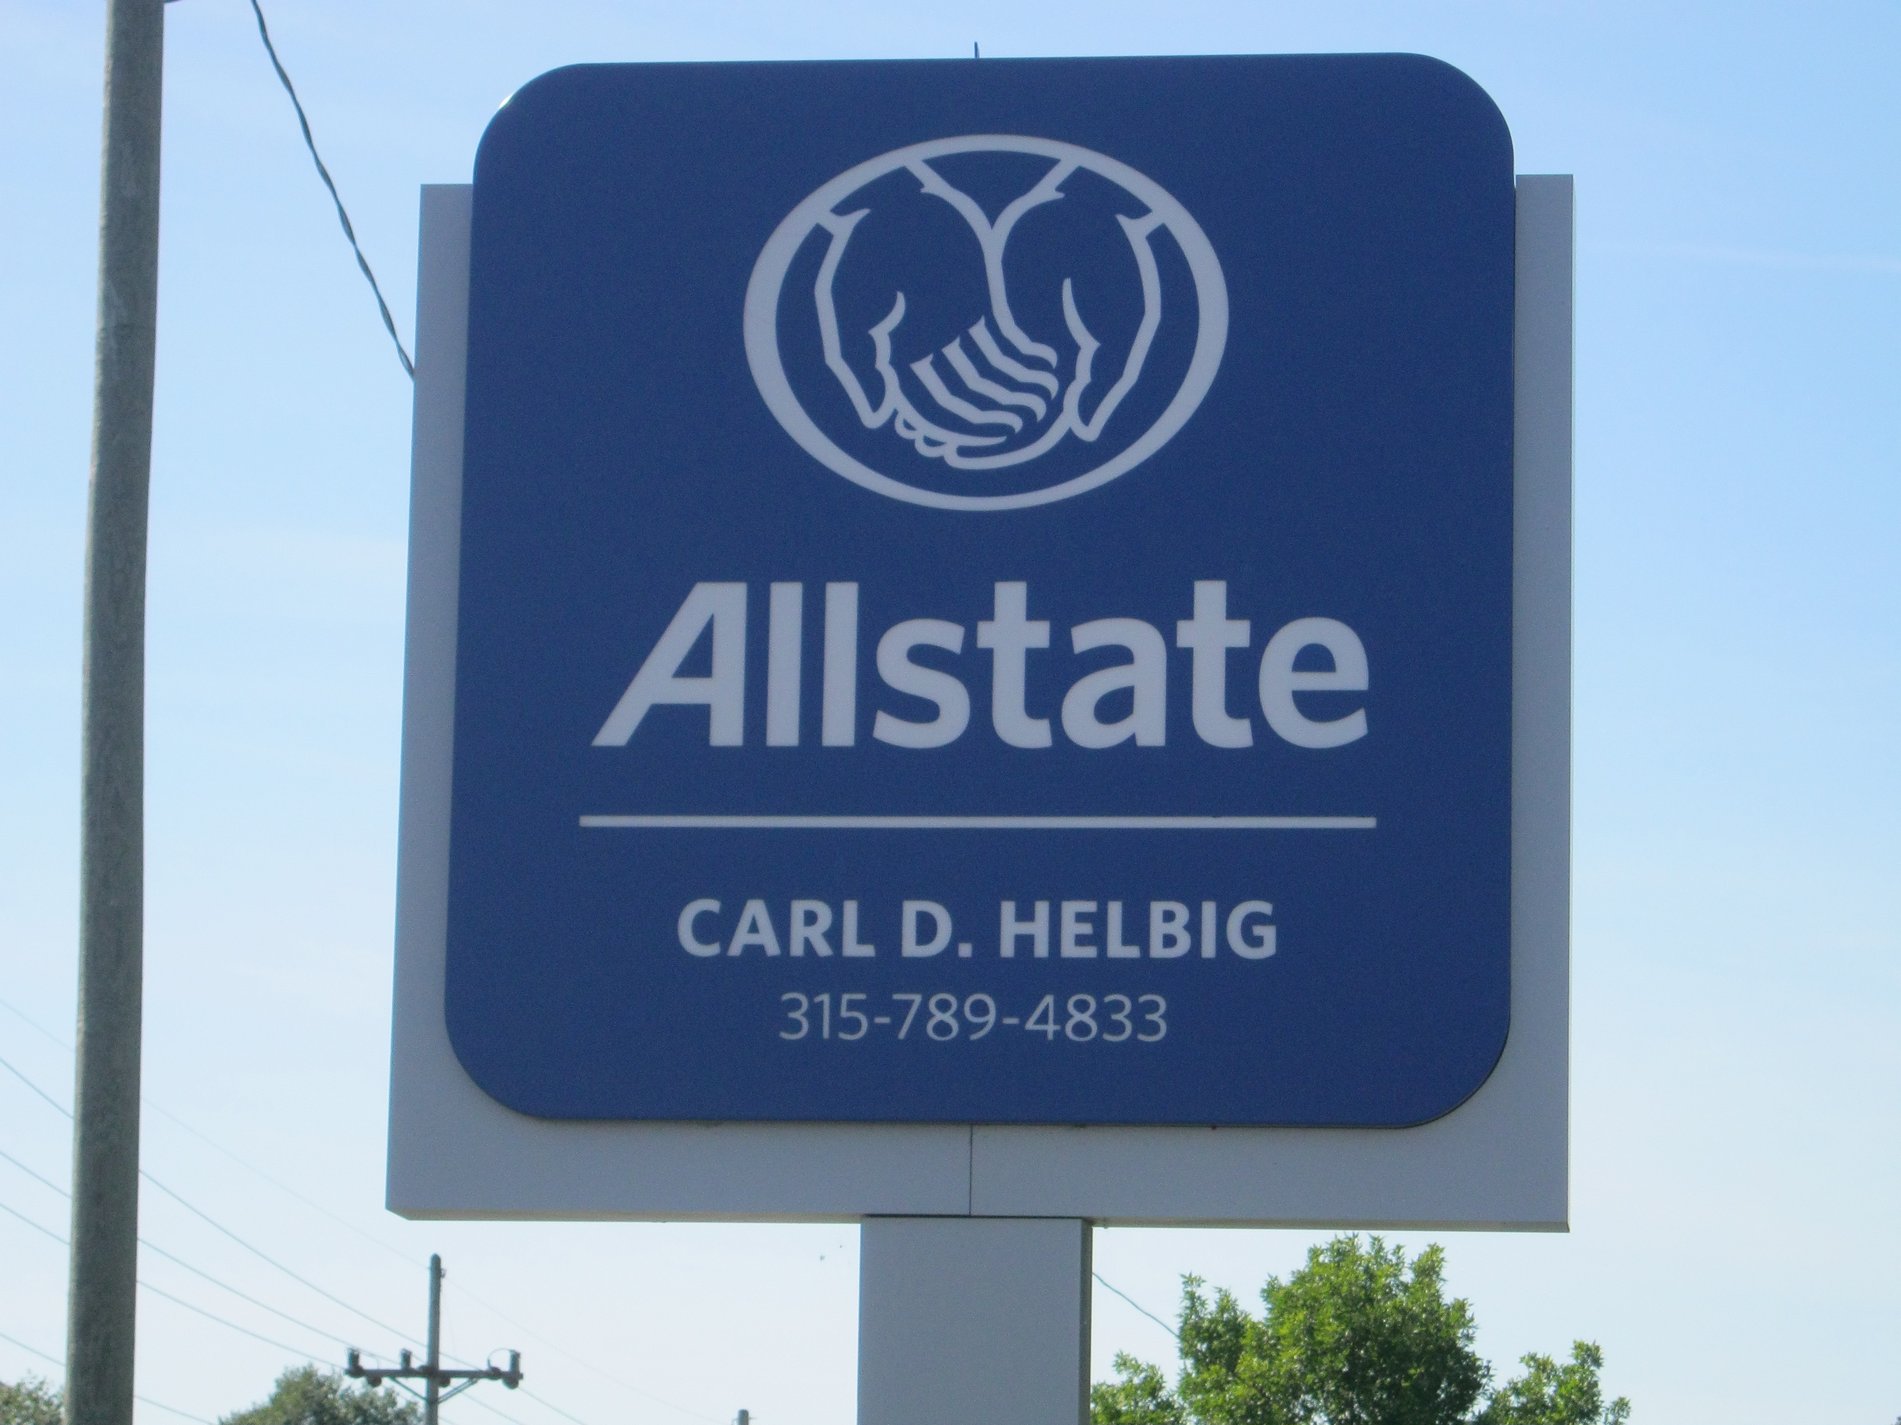 Allstate
CARL D. HELBIG
315-789-4833